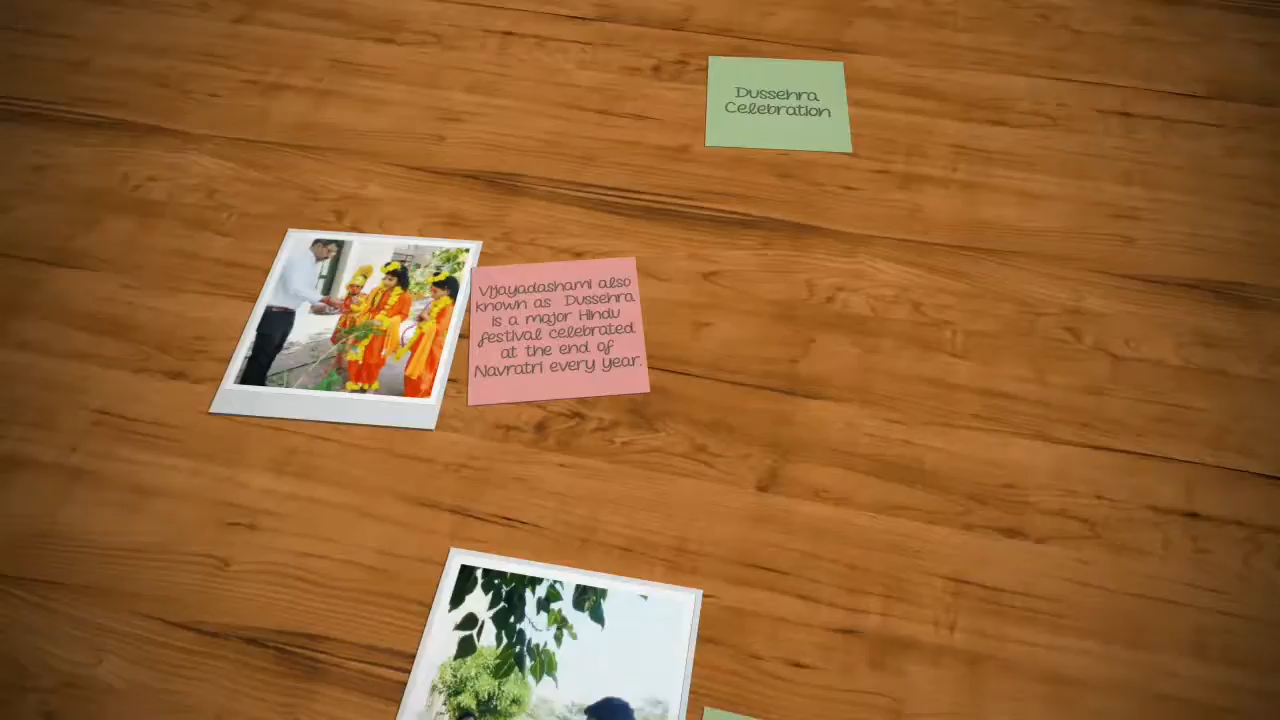 Dussehra
Celebration
Vijayadashami also
known as Dussehra
is a major Hindu
festival celebrated
at the end of
Navratri every year.